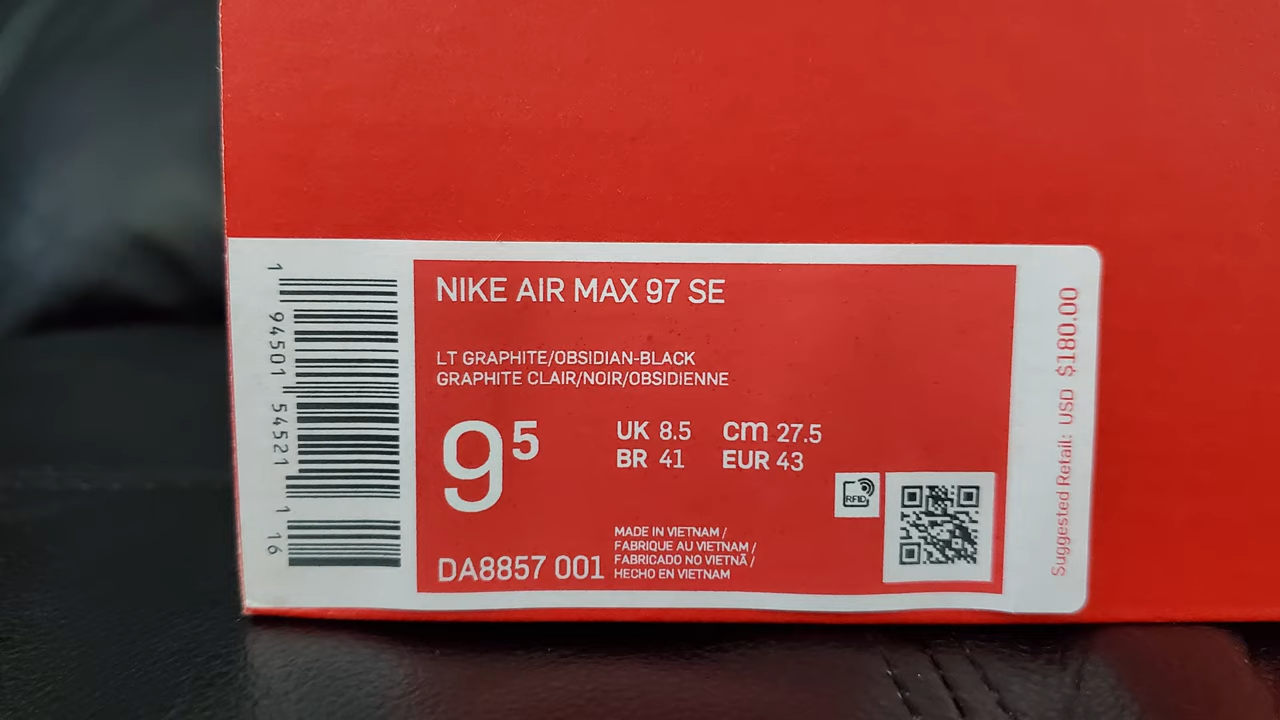 NIKE AIR MAX 97 SE
LT GRAPHITE/OBSIDIAN-BLACK
GRAPHITE CLAIR/NOIR/OBSIDIENNE
9⁵
UK 8.5 cm 27.5
BR 41 EUR 43
RFID
DA8857 001
MADE IN VIETNAM /
FABRIQUE AU VIETNAM /
FABRICADO NO VIETNÃ /
HECHO EN VIETNAM
1 94501 54521 1 16
Suggested Retail: USD $180.00